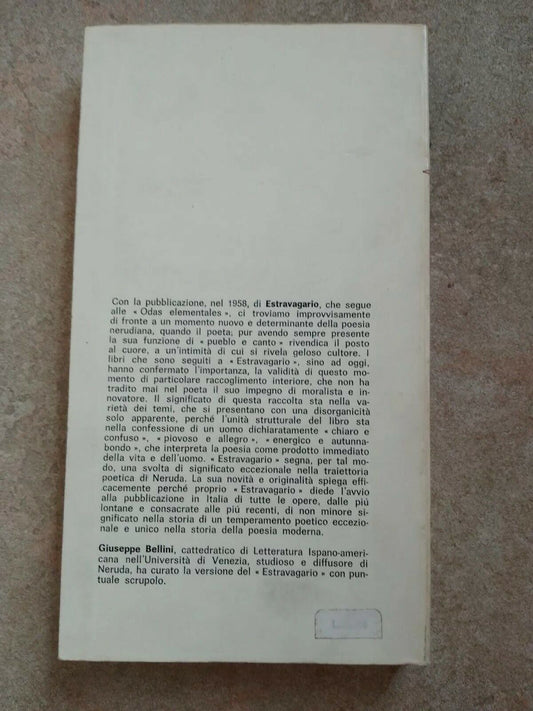 Con la pubblicazione, nel 1958, di Estravagario, che segue
alle « Odas elementales », ci troviamo improvvisamente
di fronte a un momento nuovo e determinante della poesia
nerudiana, quando il poeta; pur avendo sempre presente
la sua funzione di « pueblo e canto » rivendica il posto
al cuore, a un'intimità di cui si rivela geloso cultore. I
libri che sono seguiti a « Estravagario », sino ad oggi,
hanno confermato l'importanza, la validità di questo mo-
mento di particolare raccoglimento interiore, che non ha
tradito mai nel poeta il suo impegno di moralista e in-
novatore. Il significato di questa raccolta sta nella va-
rietà dei temi, che si presentano con una disorganicità
solo apparente, perché l'unità strutturale del libro sta
nella confessione di un uomo dichiaratamente « chiaro e
confuso », « piovoso e allegro », « energico e autunna-
bondo », che interpreta la poesia come prodotto immediato
della vita e dell'uomo. « Estravagario » segna, per tal mo-
do, una svolta di significato eccezionale nella traiettoria
poetica di Neruda. La sua novità e originalità spiega effi-
cacemente perché proprio « Estravagario » diede l'avvio
alla pubblicazione in Italia di tutte le opere, dalle più
lontane e consacrate alle più recenti, di non minore si-
gnificato nella storia di un temperamento poetico eccezio-
nale e unico nella storia della poesia moderna.
Giuseppe Bellini, cattedratico di Letteratura Ispano-ameri-
cana nell'Università di Venezia, studioso e diffusore di
Neruda, ha curato la versione del « Estravagario » con pun-
tuale scrupolo.